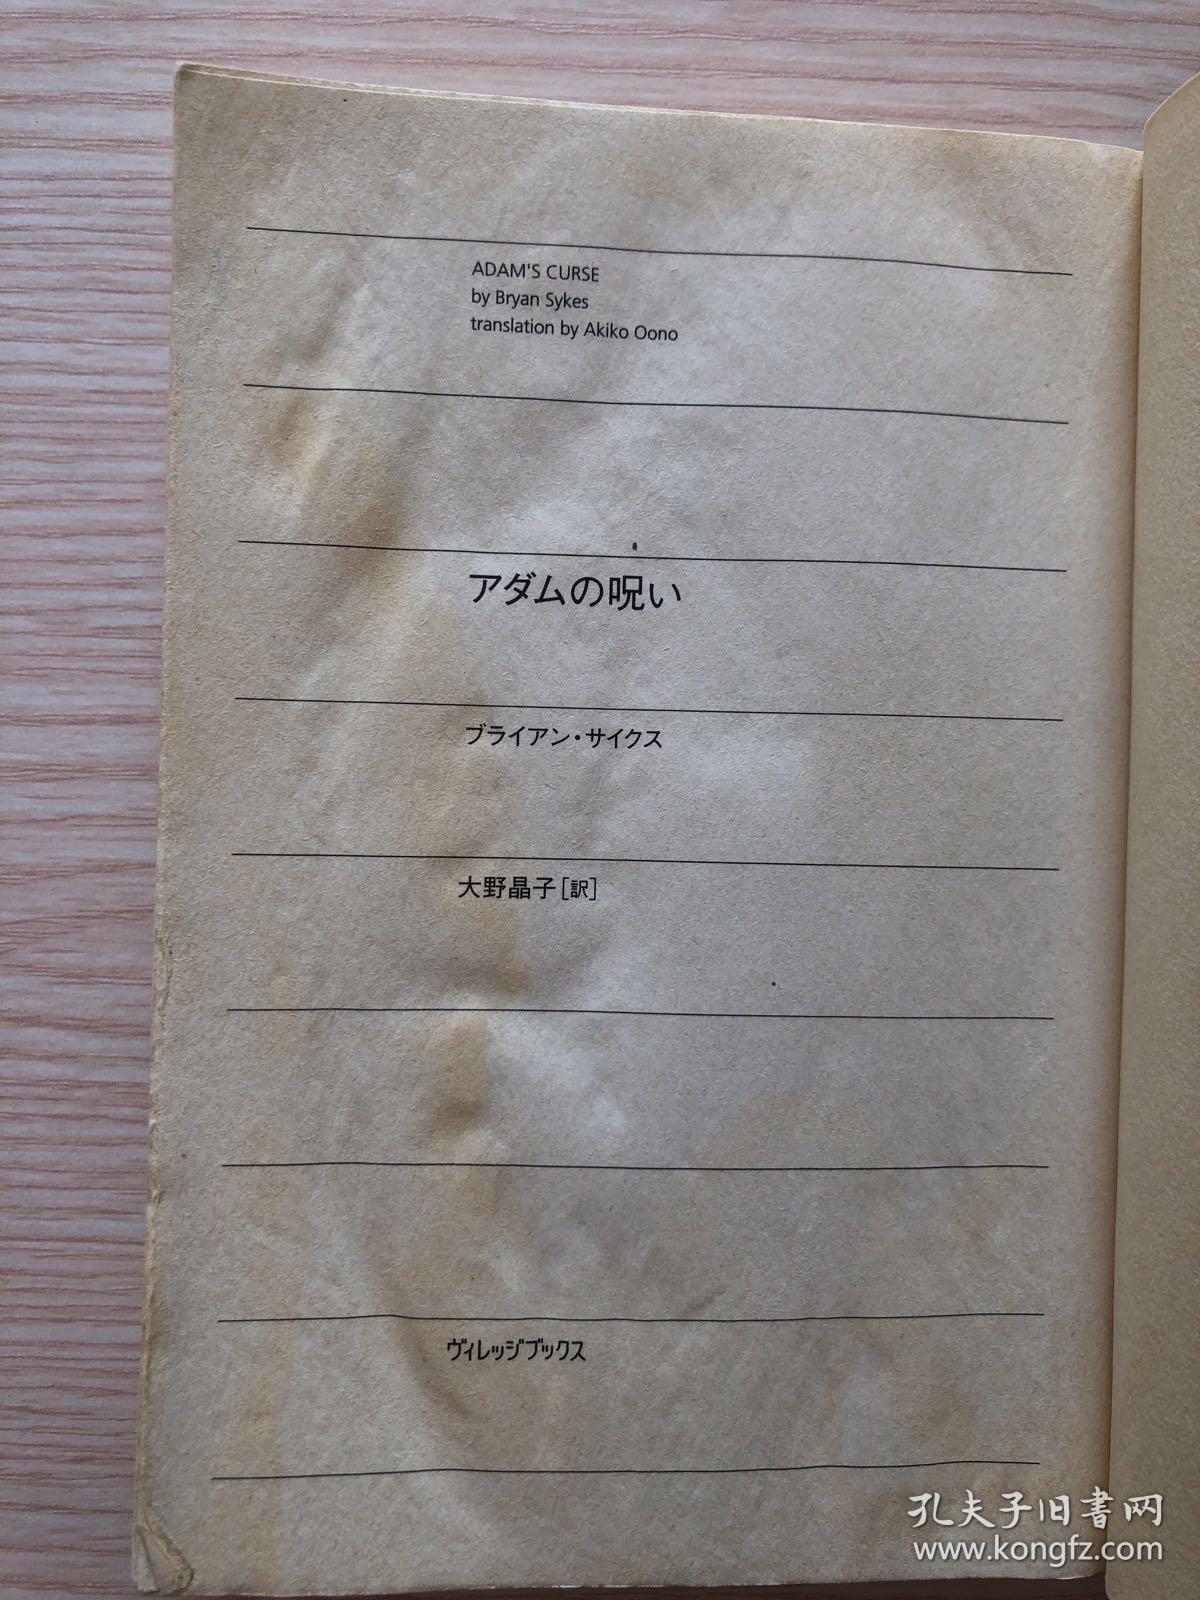 ADAM'S CURSE
by Bryan Sykes
translation by Akiko Oono
アダムの呪い
ブライアン・サイクス
大野晶子[訳]
ヴィレッジブックス
孔夫子旧書网
www.kongfz.com